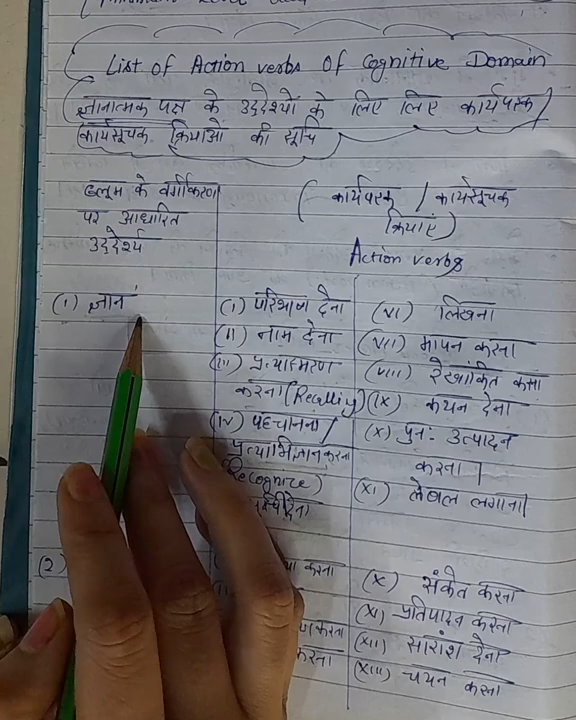 List of Action verbs of Cognitive Domain
ज्ञानात्मक पक्ष के उद्देश्यो के लिए लिए कार्यपरक/
कार्यसूचक क्रियाओ की सूचि
ब्लूम के वर्गीकरण
पर आधारित
उद्देश्य
(कार्यपरक / कार्यसूचक
क्रियाएं)
Action verbs
(1) ज्ञान
(i) परिभाषा देना
(ii) नाम देना
(iii) प्रत्यास्मरण
करना (Recalling)
(iv) पहचानना /
प्रत्याभिज्ञान करना
(Recognize)
देना
(vi) लिखना
(vii) मापन करना
(viii) रेखांकित करना
(ix) कथन देना
(x) पुन: उत्पादन
करना |
(xi) लेबल लगाना|
(2)
करना
करना
करना
(x) संकेत करना
(xi) प्रतिपादन करना
(xii) सारांश देना
(xiii) चयन करना